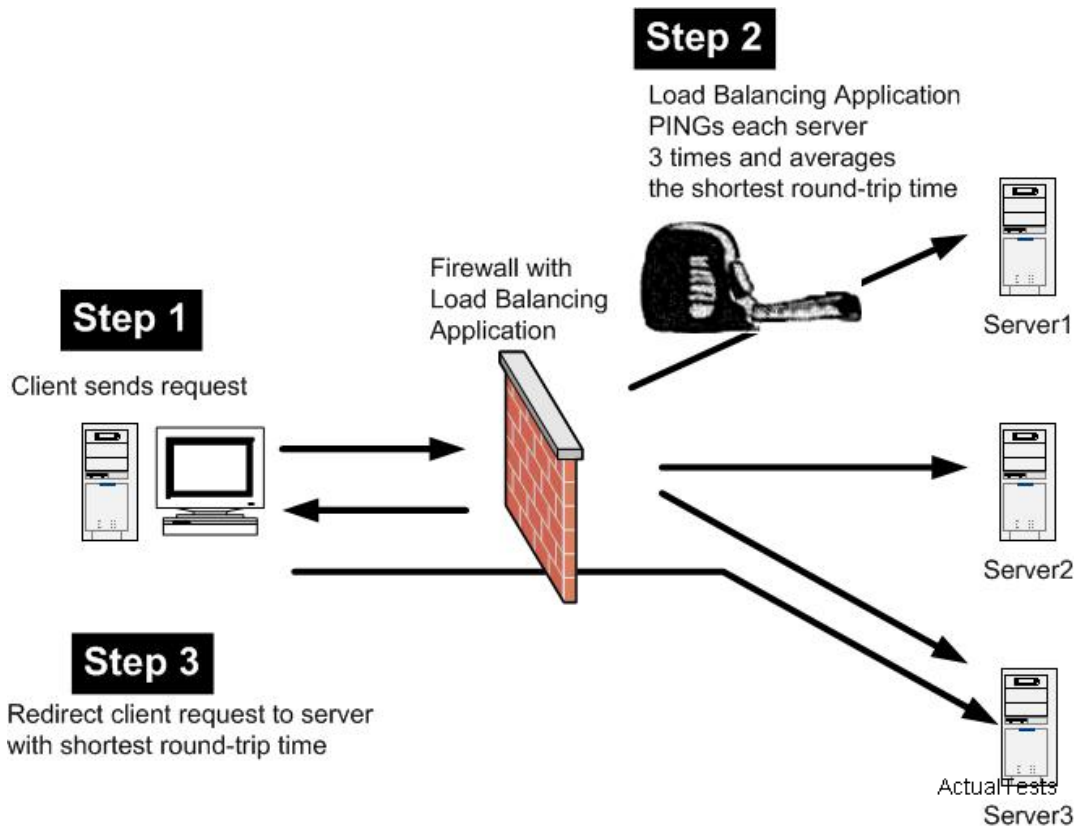 Step 2
Load Balancing Application
PINGs each server
3 times and averages
the shortest round-trip time
Firewall with
Load Balancing
Application
Step 1
Client sends request
Server1
Server2
Step 3
Redirect client request to server
with shortest round-trip time
ActualTests
Server3